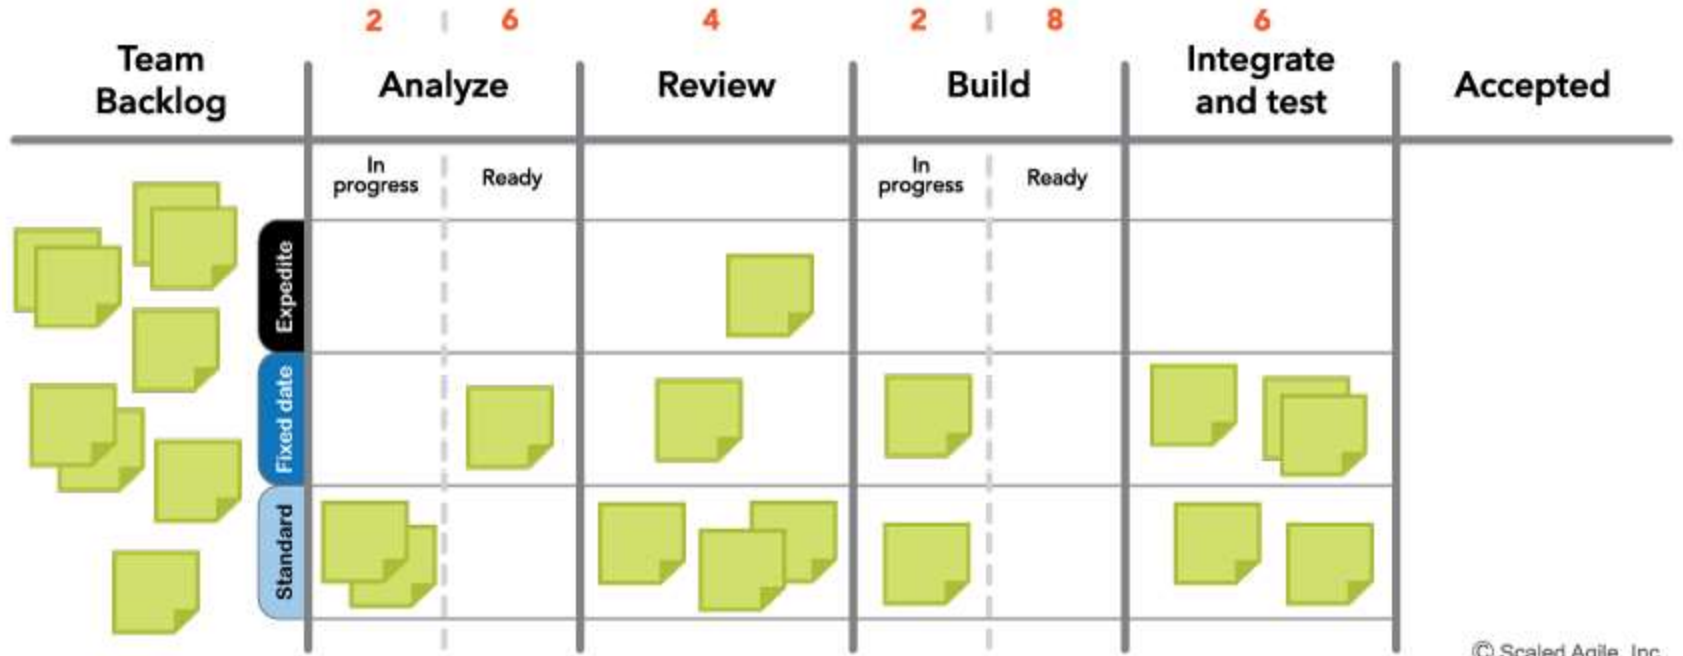 2 6 4 2 8 6
Team
Backlog
Analyze
Review
Build
Integrate
and test
Accepted
In
progress
Ready
In
progress
Ready
Expedite
Fixed date
Standard
© Scaled Agile, Inc.